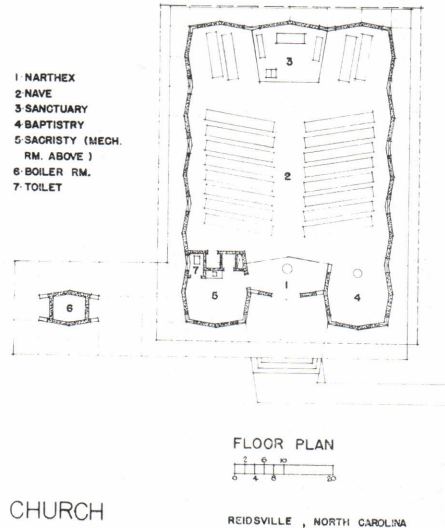 1· NARTHEX
2· NAVE
3· SANCTUARY
4· BAPTISTRY
5· SACRISTY (MECH.
RM. ABOVE )
6· BOILER RM.
7· TOILET
3
2
7
5
1
4
6
FLOOR PLAN
2 6 10
0 4 8 20
CHURCH
REIDSVILLE , NORTH CAROLINA